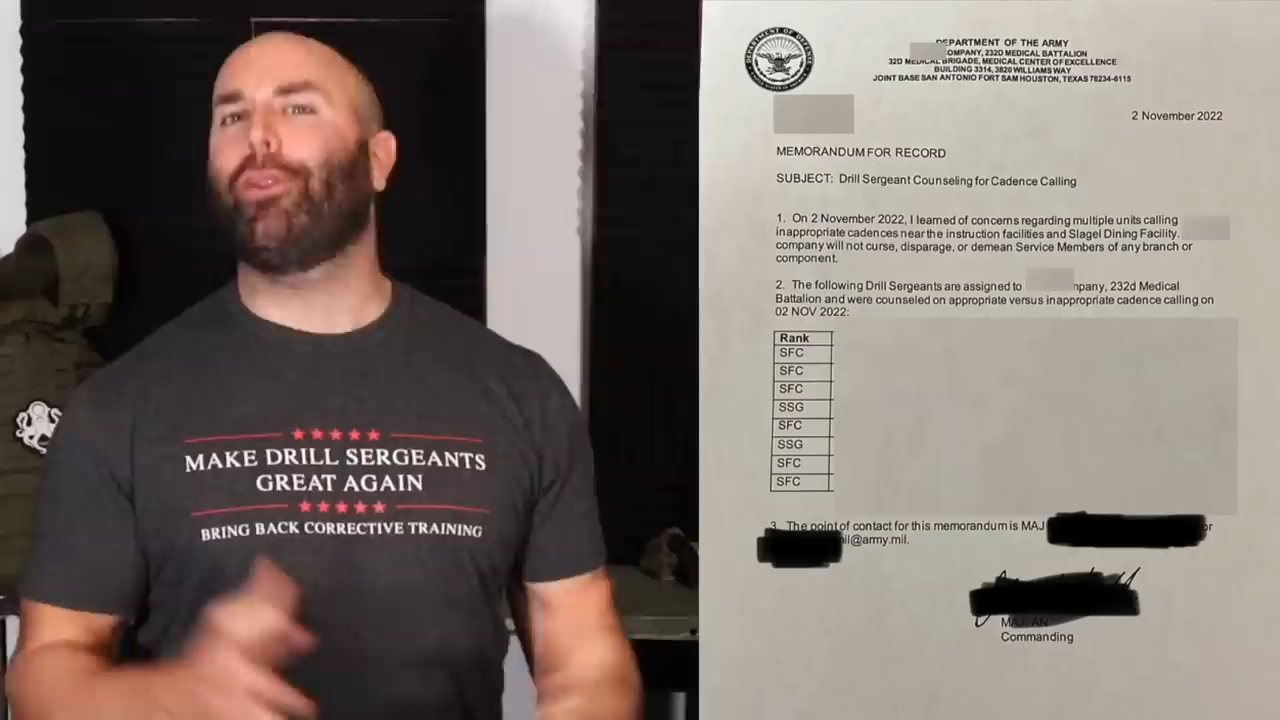 MAKE DRILL SERGEANTS
GREAT AGAIN
BRING BACK CORRECTIVE TRAINING
DEPARTMENT OF DEFENSE
DEPARTMENT OF THE ARMY
OMPANY, 232D MEDICAL BATTALION
32D MEDICAL BRIGADE, MEDICAL CENTER OF EXCELLENCE
BUILDING 3314, 3820 WILLIAMS WAY
JOINT BASE SAN ANTONIO FORT SAM HOUSTON, TEXAS 78234-6115
2 November 2022
MEMORANDUM FOR RECORD
SUBJECT: Drill Sergeant Counseling for Cadence Calling
1. On 2 November 2022, I learned of concerns regarding multiple units calling
inappropriate cadences near the instruction facilities and Slagel Dining Facility.
company will not curse, disparage, or demean Service Members of any branch or
component.
2. The following Drill Sergeants are assigned to mpany, 232d Medical
Battalion and were counseled on appropriate versus inappropriate cadence calling on
02 NOV 2022:
Rank
SFC
SFC
SFC
SSG
SFC
SSG
SFC
SFC
3. The point of contact for this memorandum is MAJ or
il@army.mil.
MAJ, AN
Commanding